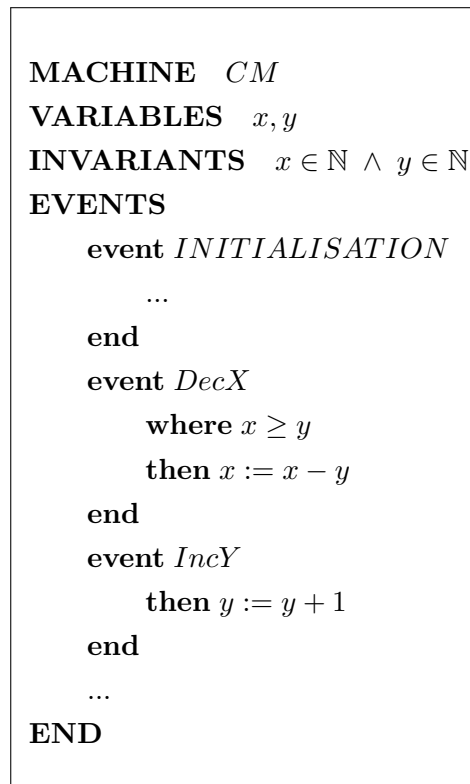 MACHINE CM
VARIABLES x, y
INVARIANTS x ∈ ℕ ∧ y ∈ ℕ
EVENTS
event INITIALISATION
...
end
event DecX
where x ≥ y
then x := x − y
end
event IncY
then y := y + 1
end
...
END